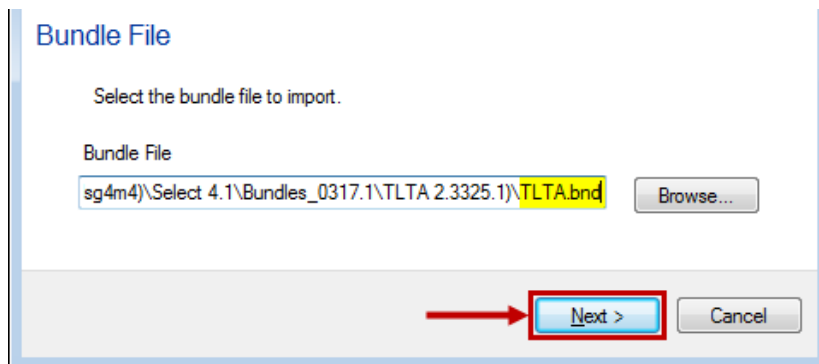 Bundle File
Select the bundle file to import.
Bundle File
sg4m4)\Select 4.1\Bundles_0317.1\TLTA 2.3325.1)\TLTA.bnd
Browse...
Next >
Cancel